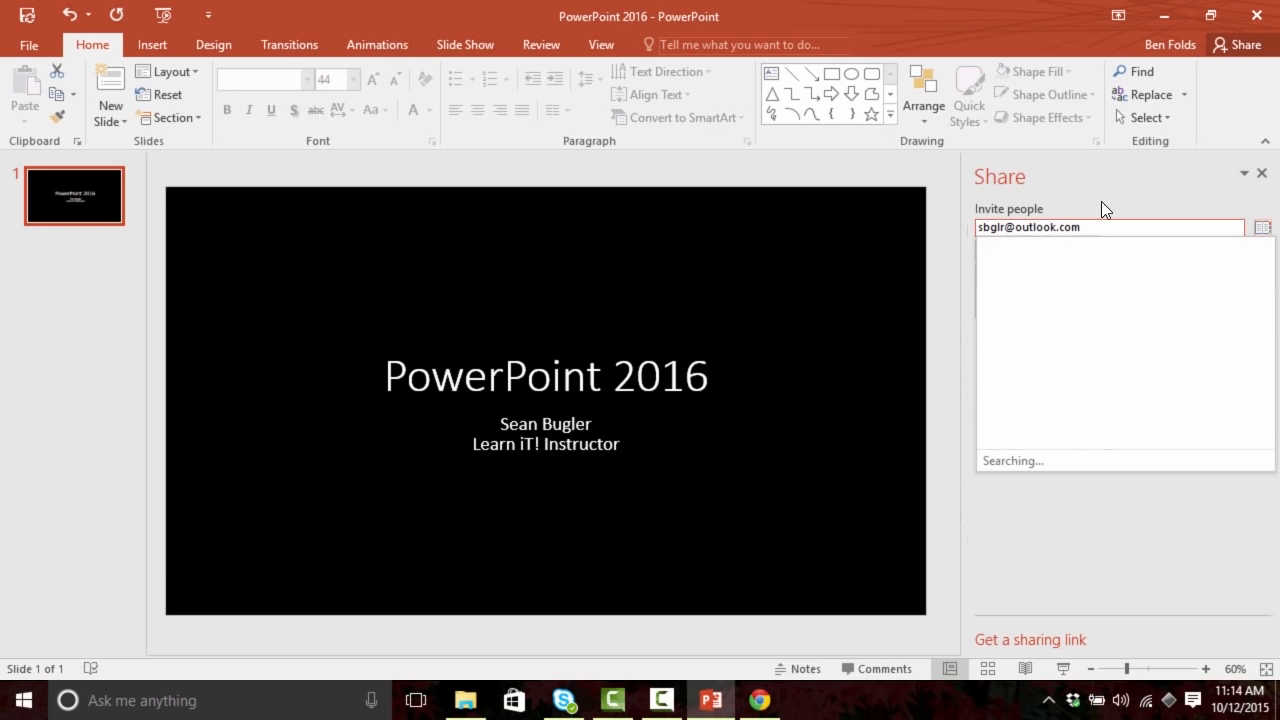 PowerPoint 2016 - PowerPoint
File Home Insert Design Transitions Animations Slide Show Review View Tell me what you want to do... Ben Folds Share
Paste
Clipboard
New Slide
Layout
Reset
Section
Slides
44
B I U S abc AV Aa A
Font
Text Direction
Align Text
Convert to SmartArt
Paragraph
Arrange
Quick Styles
Shape Fill
Shape Outline
Shape Effects
Drawing
Find
Replace
Select
Editing
1
PowerPoint 2016
PowerPoint 2016
Sean Bugler
Learn iT! Instructor
Share
Invite people
sbglr@outlook.com
Searching...
Get a sharing link
Slide 1 of 1 Notes Comments 60%
Ask me anything
11:14 AM
10/12/2015